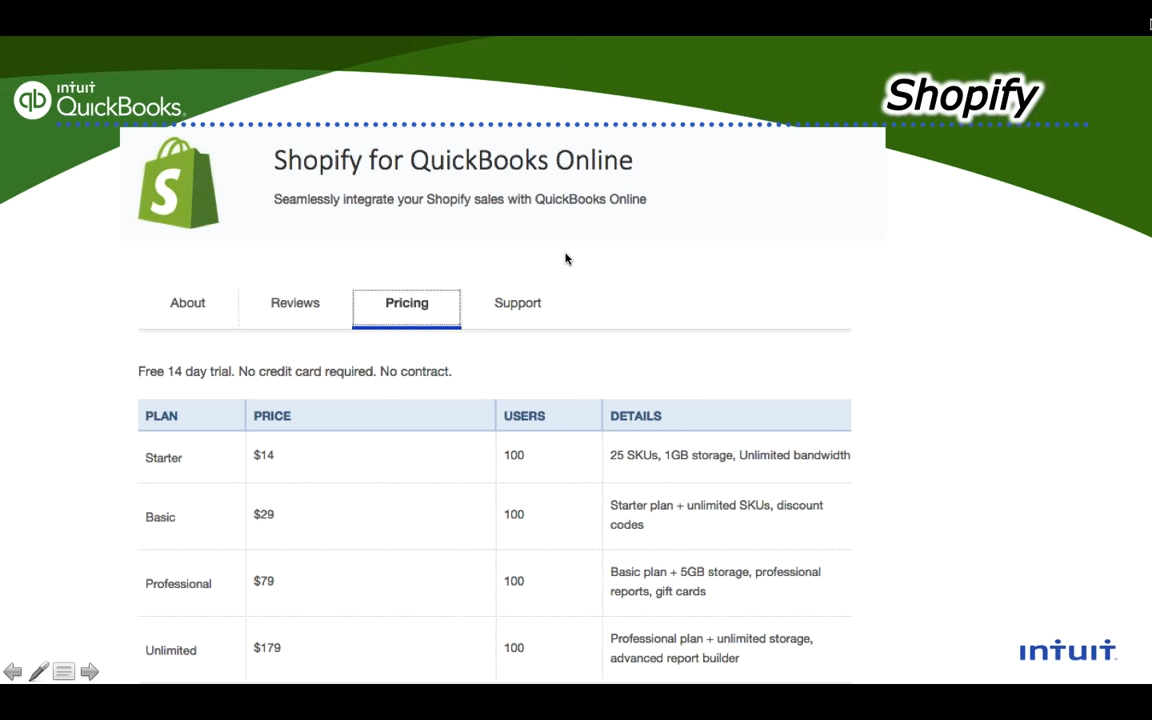 intuit
QuickBooks.
Shopify
Shopify for QuickBooks Online
Seamlessly integrate your Shopify sales with QuickBooks Online
About Reviews Pricing Support
Free 14 day trial. No credit card required. No contract.
PLAN PRICE USERS DETAILS
Starter $14 100 25 SKUs, 1GB storage, Unlimited bandwidth
Basic $29 100 Starter plan + unlimited SKUs, discount
codes
Professional $79 100 Basic plan + 5GB storage, professional
reports, gift cards
Unlimited $179 100 Professional plan + unlimited storage,
advanced report builder
intuit.